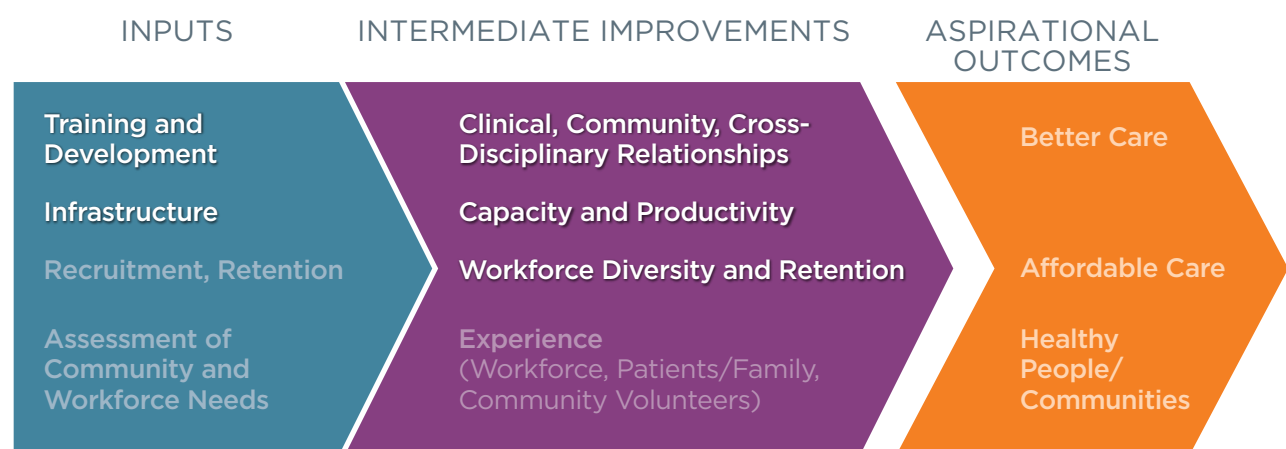 INPUTS
INTERMEDIATE IMPROVEMENTS
ASPIRATIONAL
OUTCOMES
Training and
Development
Infrastructure
Recruitment, Retention
Assessment of
Community and
Workforce Needs
Clinical, Community, Cross-
Disciplinary Relationships
Capacity and Productivity
Workforce Diversity and Retention
Experience
(Workforce, Patients/Family,
Community Volunteers)
Better Care
Affordable Care
Healthy
People/
Communities